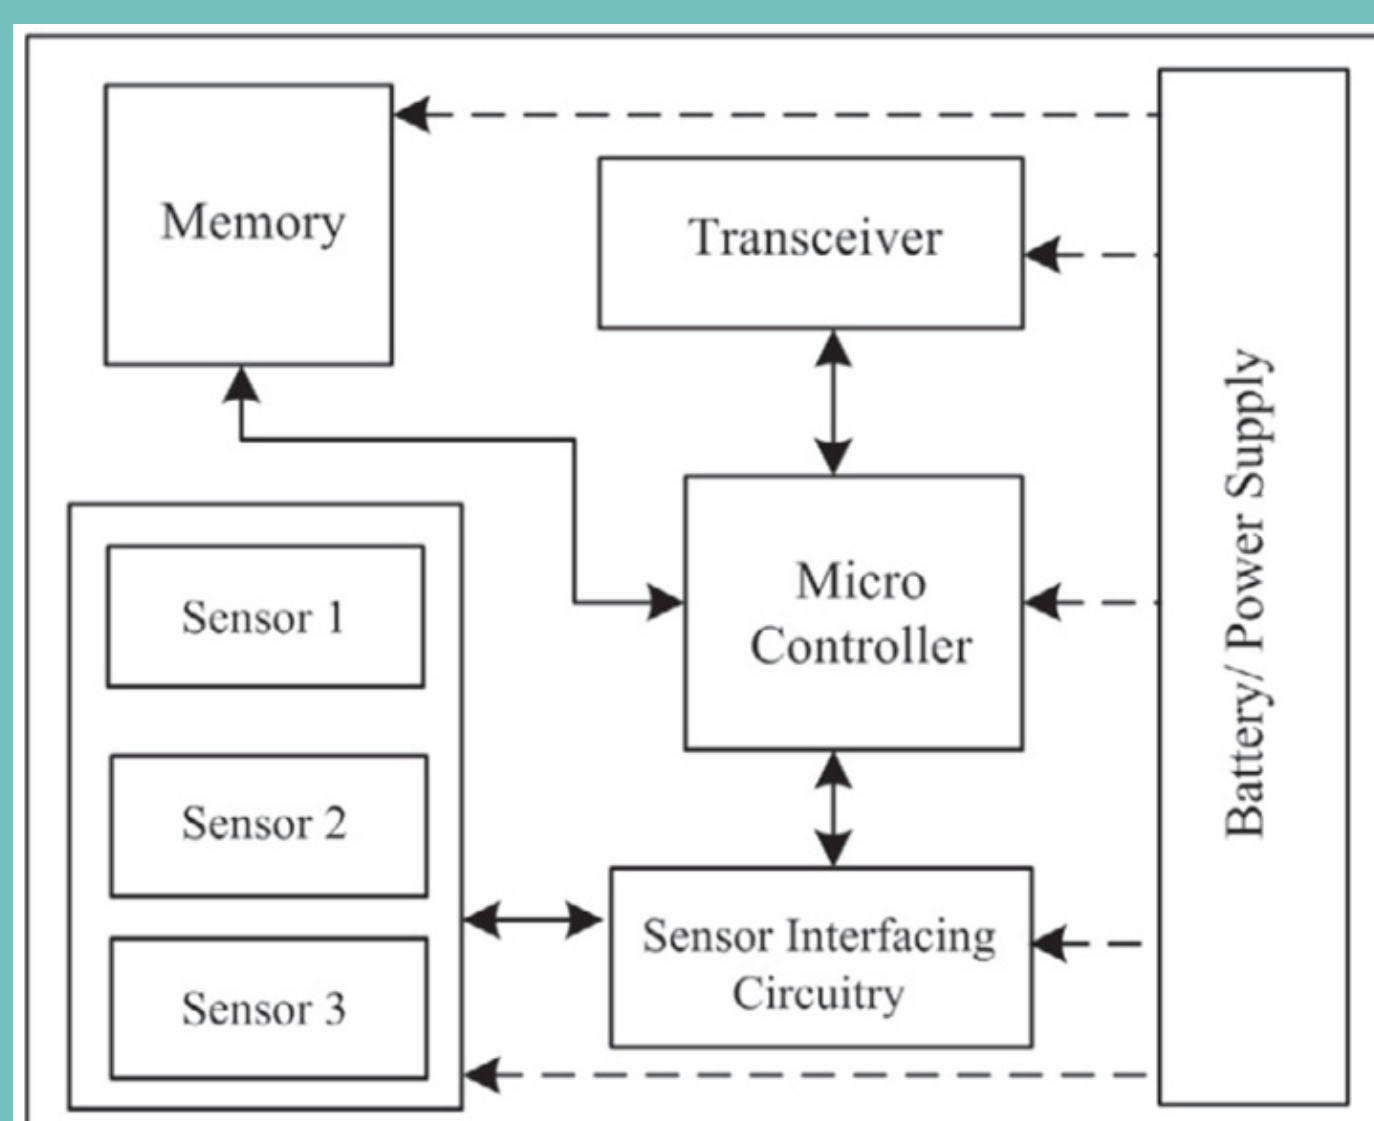 Memory
Transceiver
Micro
Controller
Sensor 1
Sensor 2
Sensor 3
Sensor Interfacing
Circuitry
Battery/ Power Supply